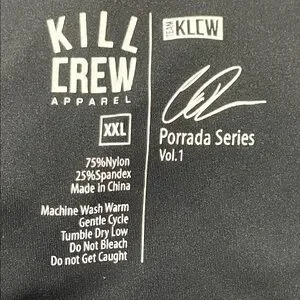 KILL
CREW
APPAREL
XXL
75%Nylon
25%Spandex
Made in China
Machine Wash Warm
Gentle Cycle
Tumble Dry Low
Do Not Bleach
Do not Get Caught
TEAM KLCW
Porrada Series
Vol.1